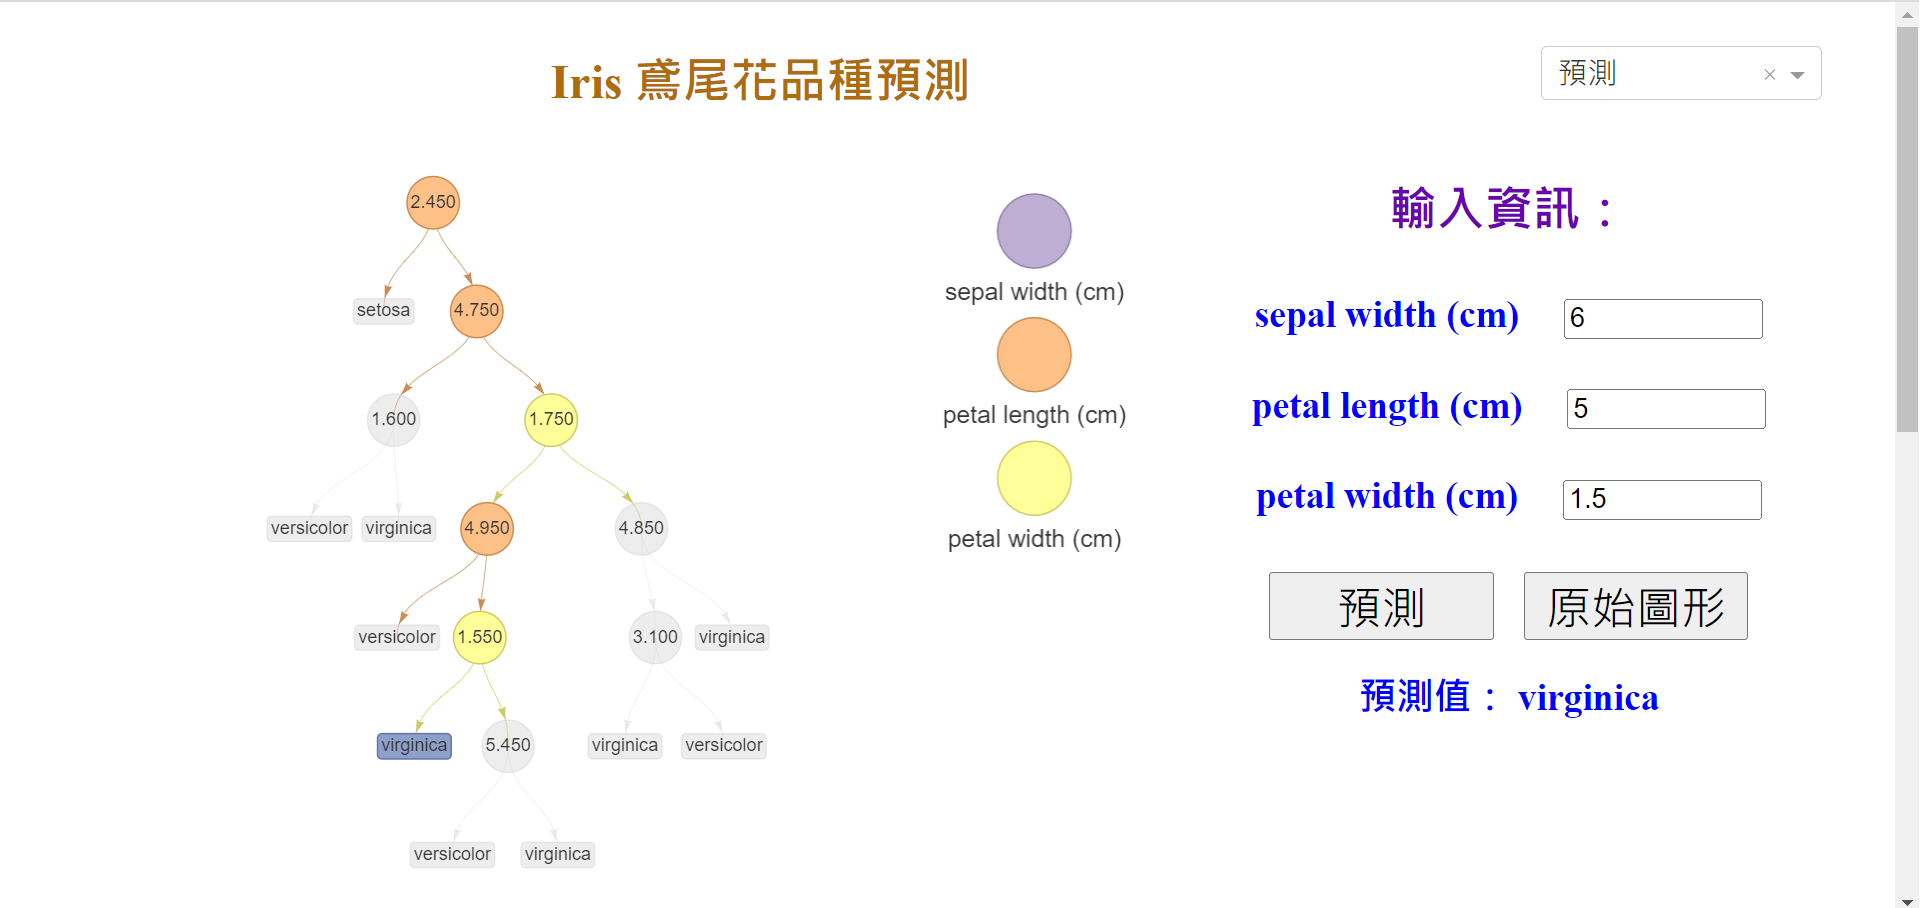 Iris 鳶尾花品種預測
預測
2.450
setosa
4.750
1.600
1.750
versicolor
virginica
4.950
4.850
versicolor
1.550
3.100
virginica
virginica
5.450
virginica
versicolor
versicolor
virginica
sepal width (cm)
petal length (cm)
petal width (cm)
輸入資訊：
sepal width (cm) 6
petal length (cm) 5
petal width (cm) 1.5
預測 原始圖形
預測值： virginica